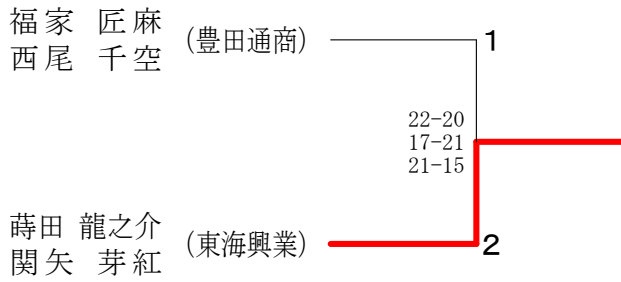 福家 匠麻
西尾 千空
(豊田通商)
1
22-20
17-21
21-15
蒔田 龍之介
関矢 芽紅
(東海興業)
2